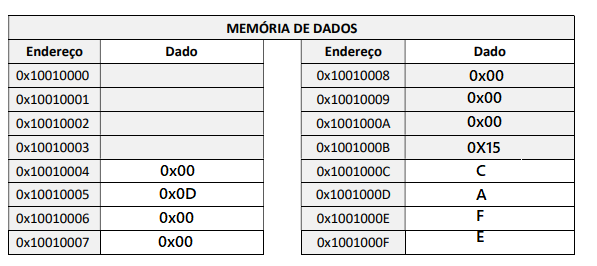 MEMÓRIA DE DADOS
Endereço Dado Endereço Dado
0x10010000 0x10010008 0x00
0x10010001 0x10010009 0x00
0x10010002 0x1001000A 0x00
0x10010003 0x1001000B 0X15
0x10010004 0x00 0x1001000C C
0x10010005 0x0D 0x1001000D A
0x10010006 0x00 0x1001000E F
0x10010007 0x00 0x1001000F E